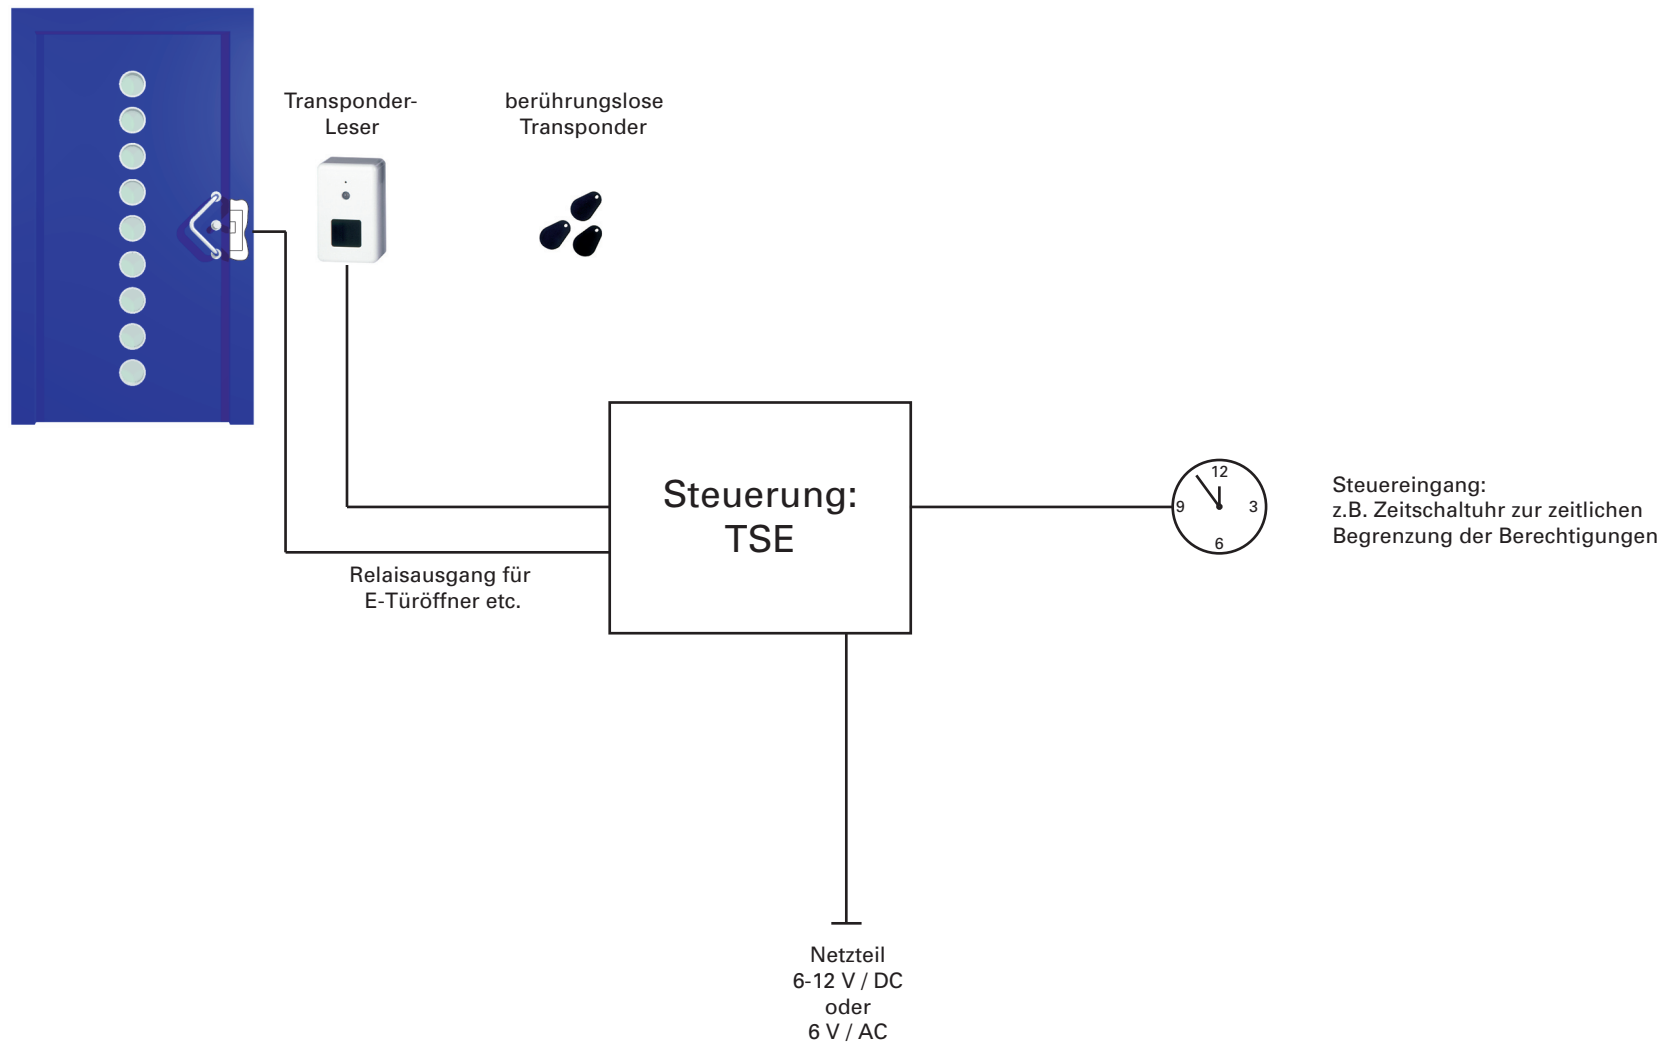 Transponder-
Leser
berührungslose
Transponder
Steuerung:
TSE
12
9
3
6
Steuereingang:
z.B. Zeitschaltuhr zur zeitlichen
Begrenzung der Berechtigungen
Relaisausgang für
E-Türöffner etc.
Netzteil
6-12 V / DC
oder
6 V / AC